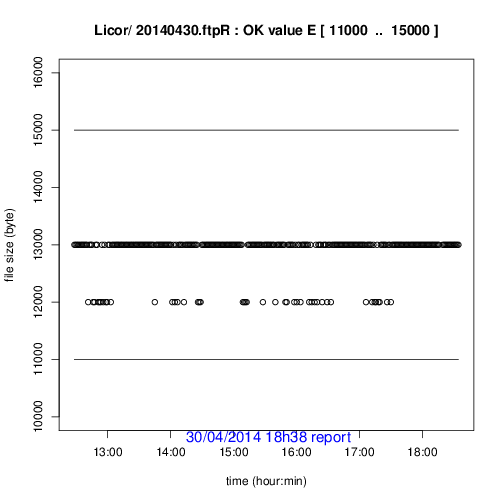 Licor/ 20140430.ftpR : OK value E [ 11000 .. 15000 ]
file size (byte)
16000
15000
14000
13000
12000
11000
10000
30/04/2014 18h38 report
13:00 14:00 15:00 16:00 17:00 18:00
time (hour:min)